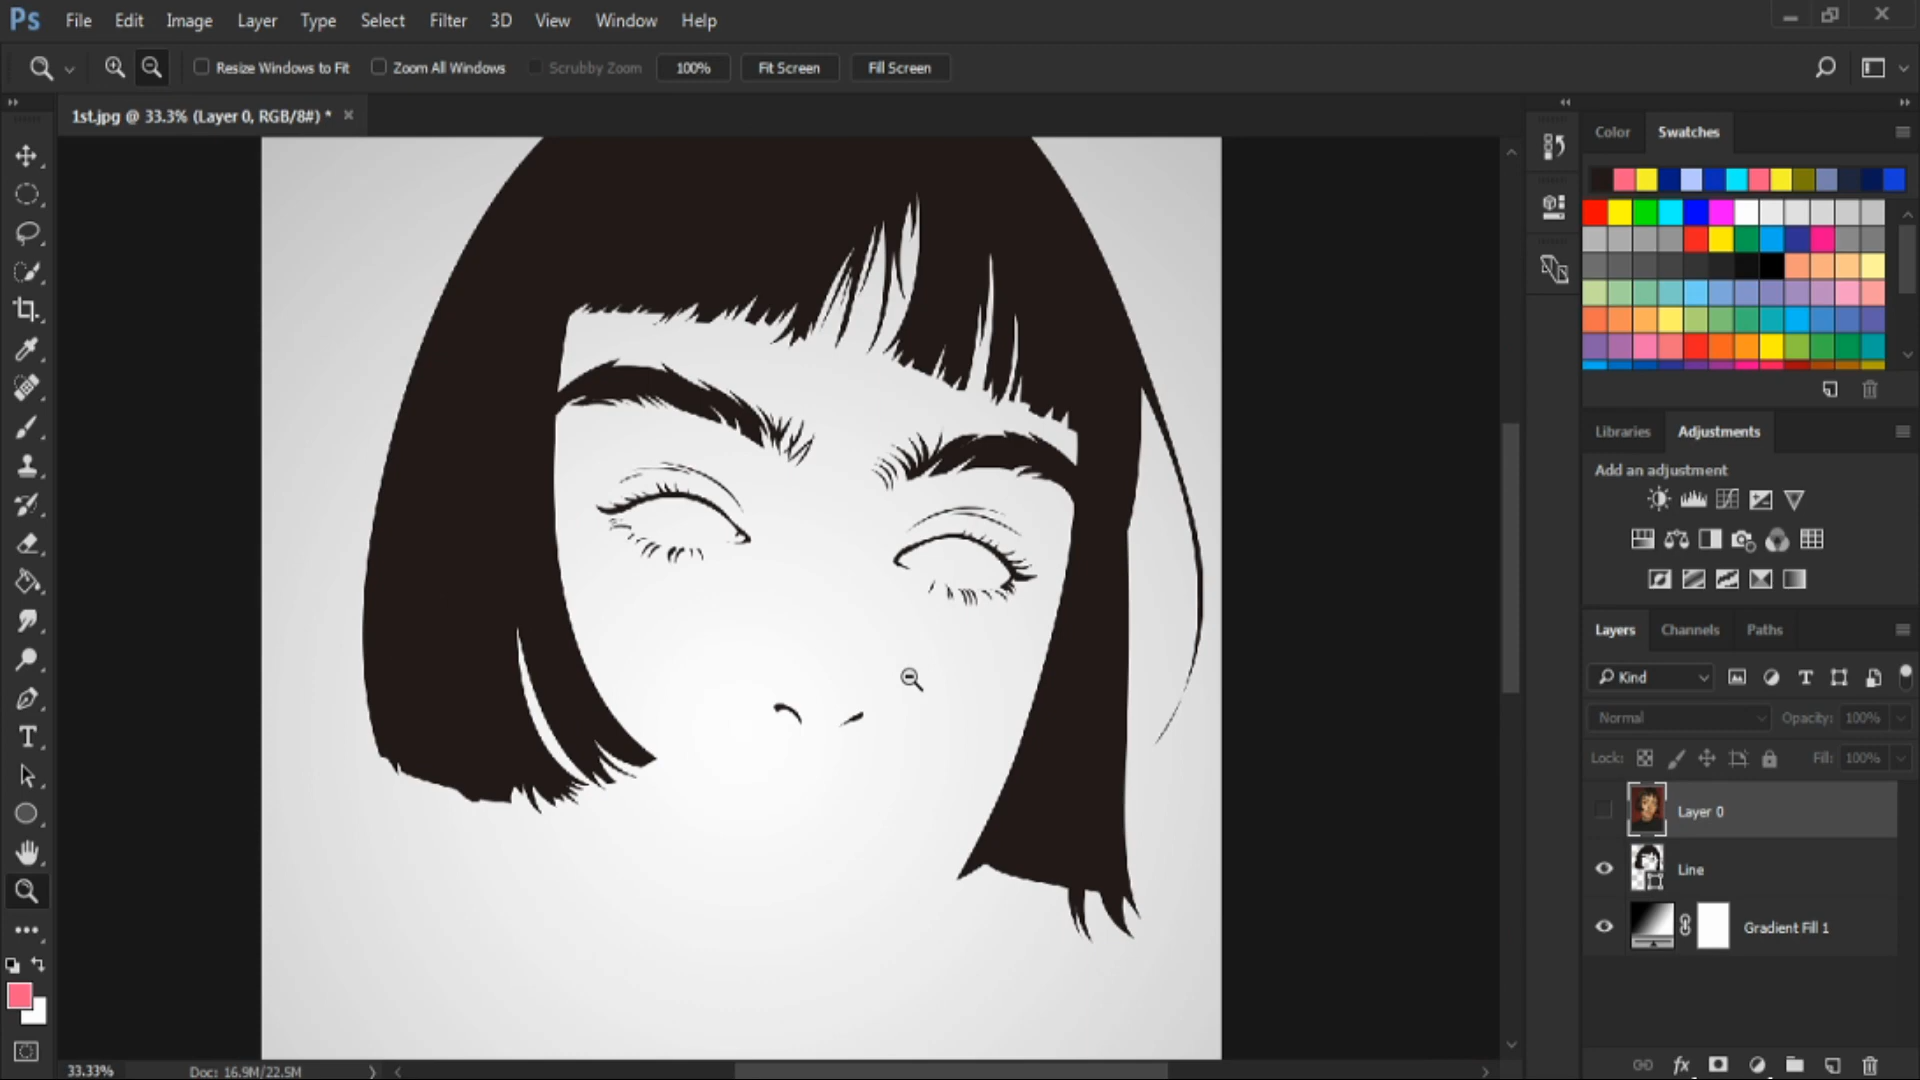 Ps File Edit Image Layer Type Select Filter 3D View Window Help
Resize Windows to Fit Zoom All Windows Scrubby Zoom 100% Fit Screen Fill Screen
1st.jpg @ 33.3% (Layer 0, RGB/8#) * ×
Color Swatches
Libraries Adjustments
Add an adjustment
Layers Channels Paths
Kind
Normal Opacity: 100%
Lock: Fill: 100%
Layer 0
Line
Gradient Fill 1
fx
33.33% Doc: 16.9M/22.5M